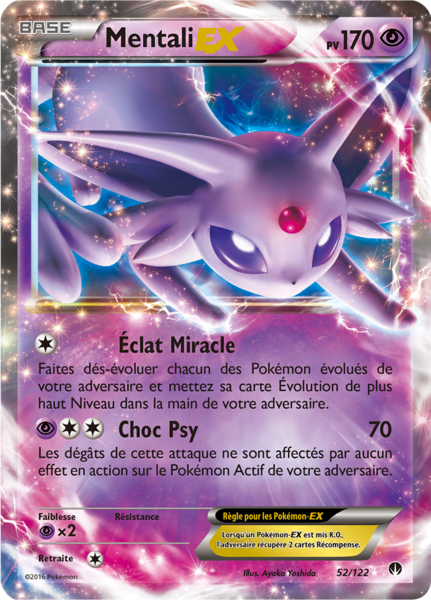 BASE
Mentali EX
PV170
Éclat Miracle
Faites dés-évoluer chacun des Pokémon évolués de
votre adversaire et mettez sa carte Évolution de plus
haut Niveau dans la main de votre adversaire.
Choc Psy 70
Les dégâts de cette attaque ne sont affectés par aucun
effet en action sur le Pokémon Actif de votre adversaire.
Faiblesse Résistance
×2
Retraite
Règle pour les Pokémon-EX
Lorsqu'un Pokémon-EX est mis K.O.,
l'adversaire récupère 2 cartes Récompense.
©2016 Pokémon Illus. Ayaka Yoshida 52/122